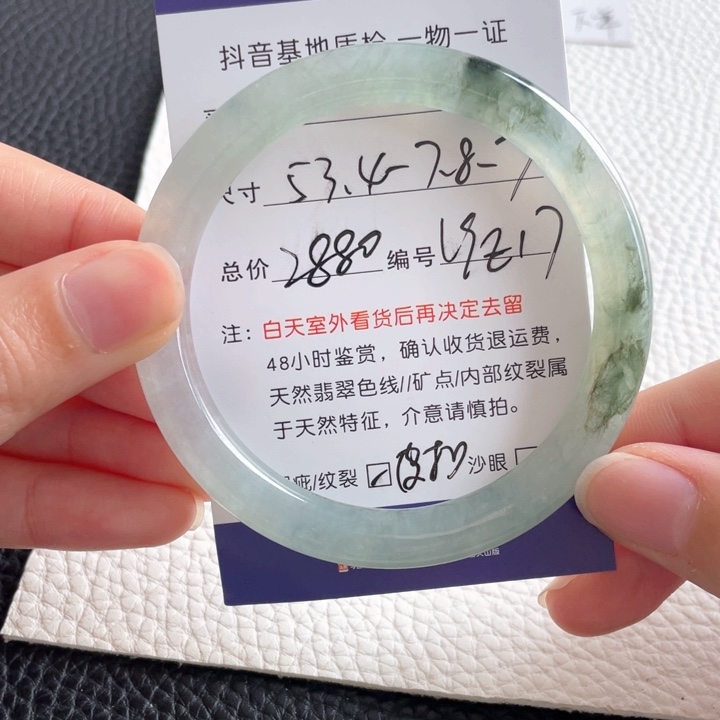 抖音基地质检 一物一证
尺寸 53.4-7-8-7
总价 2880 编号
注：白天室外看货后再决定去留
48小时鉴赏，确认收货退运费，
天然翡翠色线//矿点/内部纹裂属
于天然特征，介意请慎拍。
疵/纹裂 沙眼